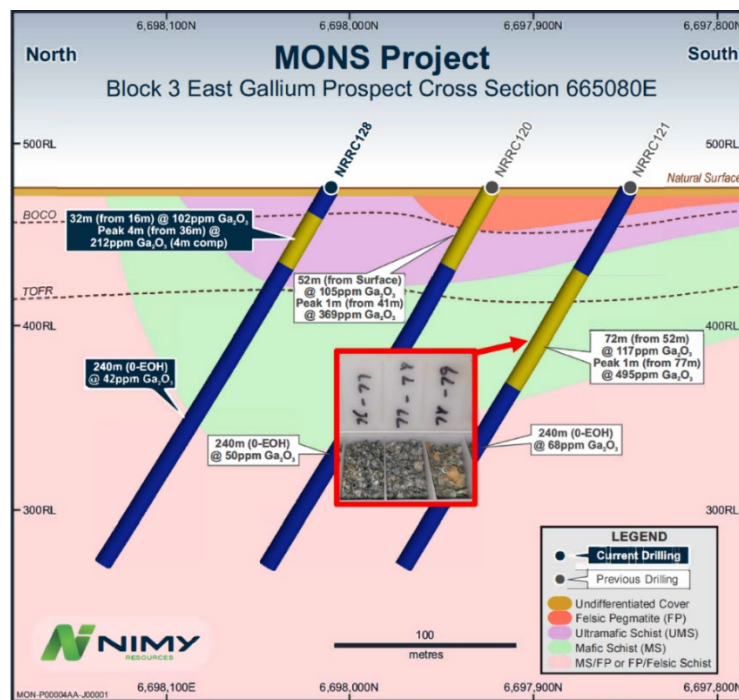 6,698,100N 6,698,000N 6,697,900N 6,697,800N
North
MONS Project
South
Block 3 East Gallium Prospect Cross Section 665080E
500RL
500RL
NRRC128
NRRC120
NRRC121
Natural Surface
BOCO
32m (from 16m) @ 102ppm Ga₂O₃
Peak 4m (from 36m) @
212ppm Ga₂O₃ (4m comp)
52m (from Surface)
@ 105ppm Ga₂O₃
Peak 1m (from 41m)
@ 369ppm Ga₂O₃
TOFR
400RL
400RL
72m (from 52m)
@ 117ppm Ga₂O₃
Peak 1m (from 77m)
@ 495ppm Ga₂O₃
240m (0-EOH)
@ 42ppm Ga₂O₃
240m (0-EOH)
@ 50ppm Ga₂O₃
240m (0-EOH)
@ 68ppm Ga₂O₃
300RL
300RL
LEGEND
Current Drilling
Previous Drilling
Undifferentiated Cover
Felsic Pegmatite (FP)
Ultramafic Schist (UMS)
Mafic Schist (MS)
MS/FP or FP/Felsic Schist
NIMY
RESOURCES
100
metres
MON-P00004AA-J00001
6,698,100E 6,698,000N 6,697,900N 6,697,800N